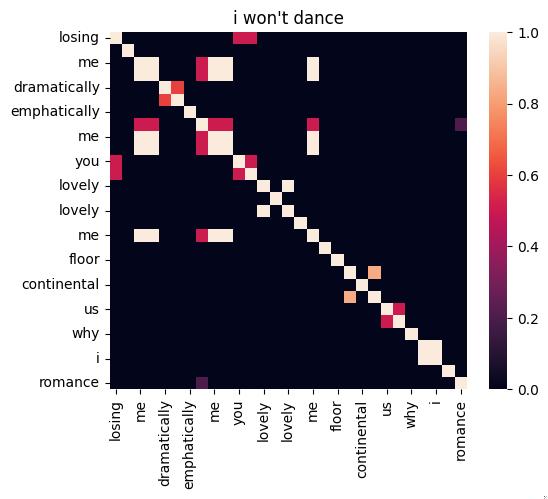 i won't dance
losing
me
dramatically
emphatically
me
you
lovely
lovely
me
floor
continental
us
why
i
romance
1.0
0.8
0.6
0.4
0.2
0.0
losing
me
dramatically
emphatically
me
you
lovely
lovely
me
floor
continental
us
why
i
romance